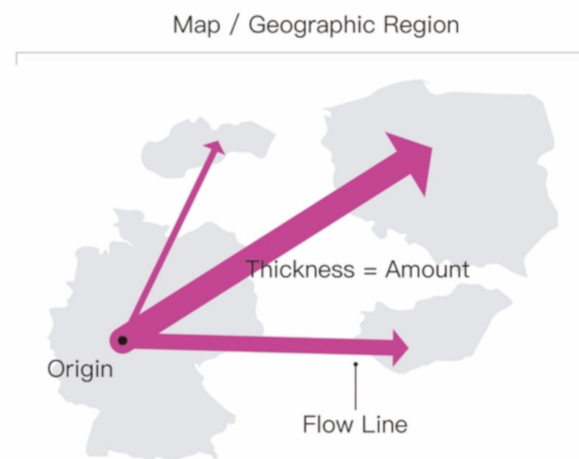 Map / Geographic Region
Thickness = Amount
Origin
Flow Line